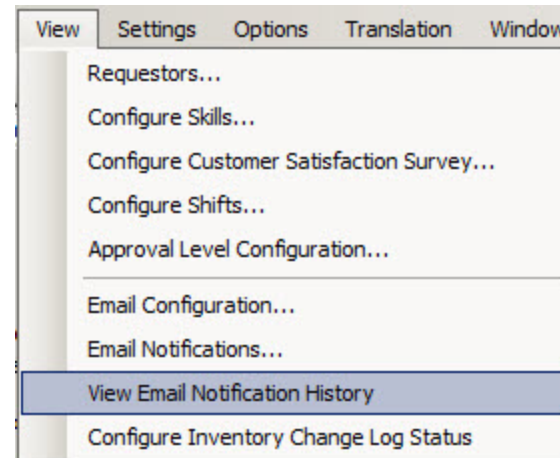 View Settings Options Translation Window
Requestors...
Configure Skills...
Configure Customer Satisfaction Survey...
Configure Shifts...
Approval Level Configuration...
Email Configuration...
Email Notifications...
View Email Notification History
Configure Inventory Change Log Status